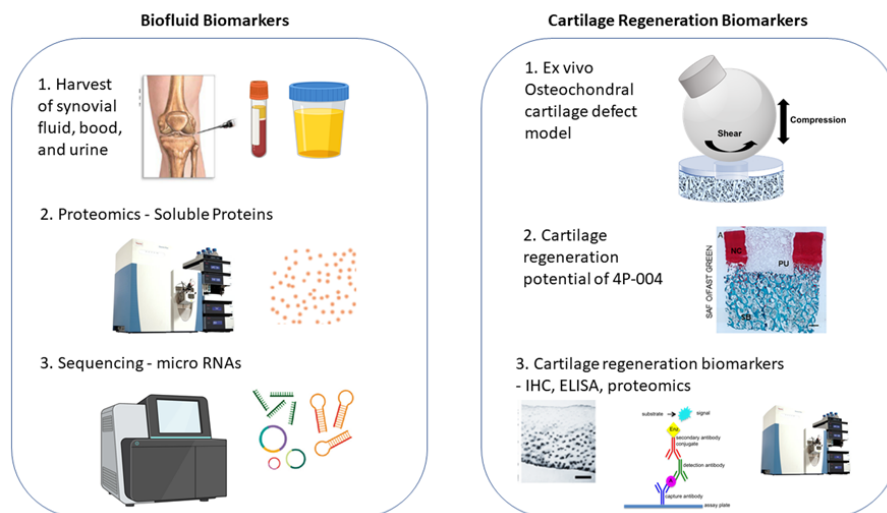 Biofluid Biomarkers
1. Harvest
of synovial
fluid, bood,
and urine
2. Proteomics - Soluble Proteins
3. Sequencing - micro RNAs
Cartilage Regeneration Biomarkers
1. Ex vivo
Osteochondral
cartilage defect
model
Compression
Shear
2. Cartilage
regeneration
potential of 4P-004
SAF O/FAST GREEN
A
NC
PU
3. Cartilage regeneration biomarkers
- IHC, ELISA, proteomics
substrate
signal
Enz
secondary antibody
conjugate
detection antibody
capture antibody
assay plate